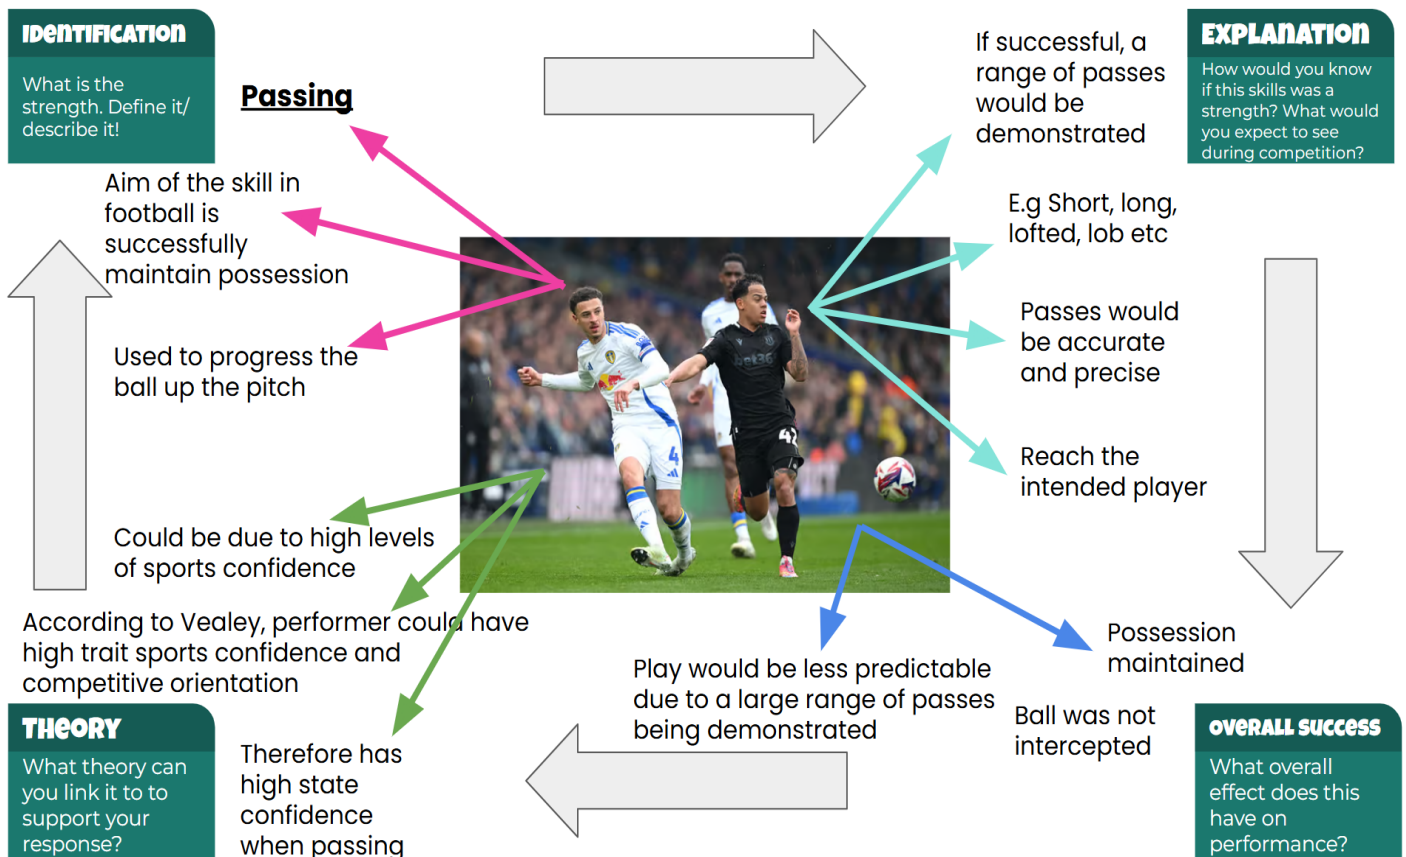 IDENTIFICATION
What is the
strength. Define it/
describe it!
Passing
Aim of the skill in
football is
successfully
maintain possession
Used to progress the
ball up the pitch
If successful, a
range of passes
would be
demonstrated
EXPLANATION
How would you know
if this skills was a
strength? What would
you expect to see
during competition?
E.g Short, long,
lofted, lob etc
Passes would
be accurate
and precise
Reach the
intended player
bet365
4
42
Possession
maintained
Ball was not
intercepted
Play would be less predictable
due to a large range of passes
being demonstrated
OVERALL SUCCESS
What overall
effect does this
have on
performance?
Could be due to high levels
of sports confidence
According to Vealey, performer could have
high trait sports confidence and
competitive orientation
Therefore has
high state
confidence
when passing
THEORY
What theory can
you link it to to
support your
response?